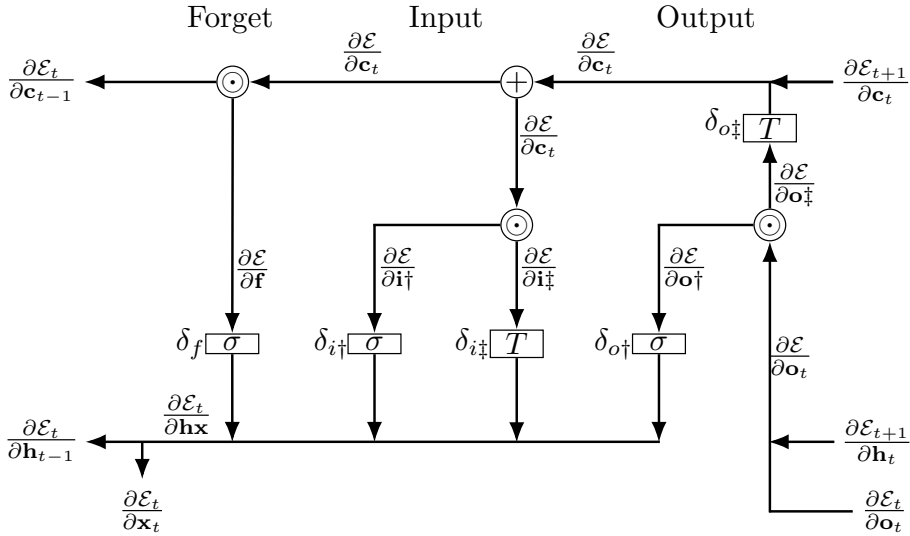 Forget Input Output
∂ℰ_t/∂c_{t−1} ⊙ ∂ℰ/∂c_t + ∂ℰ/∂c_t ∂ℰ_{t+1}/∂c_t
δ_{o‡} T
∂ℰ/∂c_t
∂ℰ/∂o‡
⊙ ⊙
∂ℰ/∂f ∂ℰ/∂i† ∂ℰ/∂i‡ ∂ℰ/∂o†
δ_f σ δ_{i†} σ δ_{i‡} T δ_{o†} σ ∂ℰ/∂o_t
∂ℰ_t/∂hx
∂ℰ_t/∂h_{t−1} ∂ℰ_{t+1}/∂h_t
∂ℰ_t/∂x_t ∂ℰ_t/∂o_t